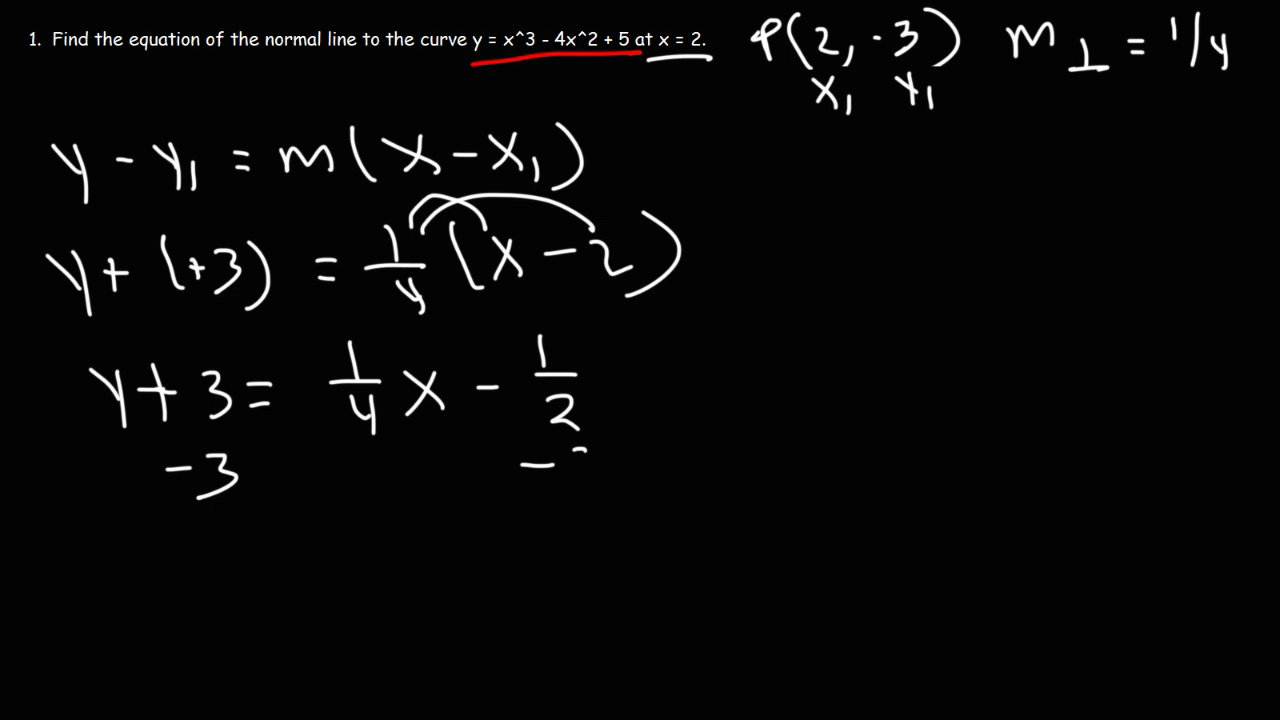 1. Find the equation of the normal line to the curve y = x^3 - 4x^2 + 5 at x = 2.
P(2, -3) m⊥ = 1/4
x₁ y₁
y - y₁ = m(x - x₁)
y + (+3) = 1/4 (x - 2)
y + 3 = 1/4 x - 1/2
-3 -